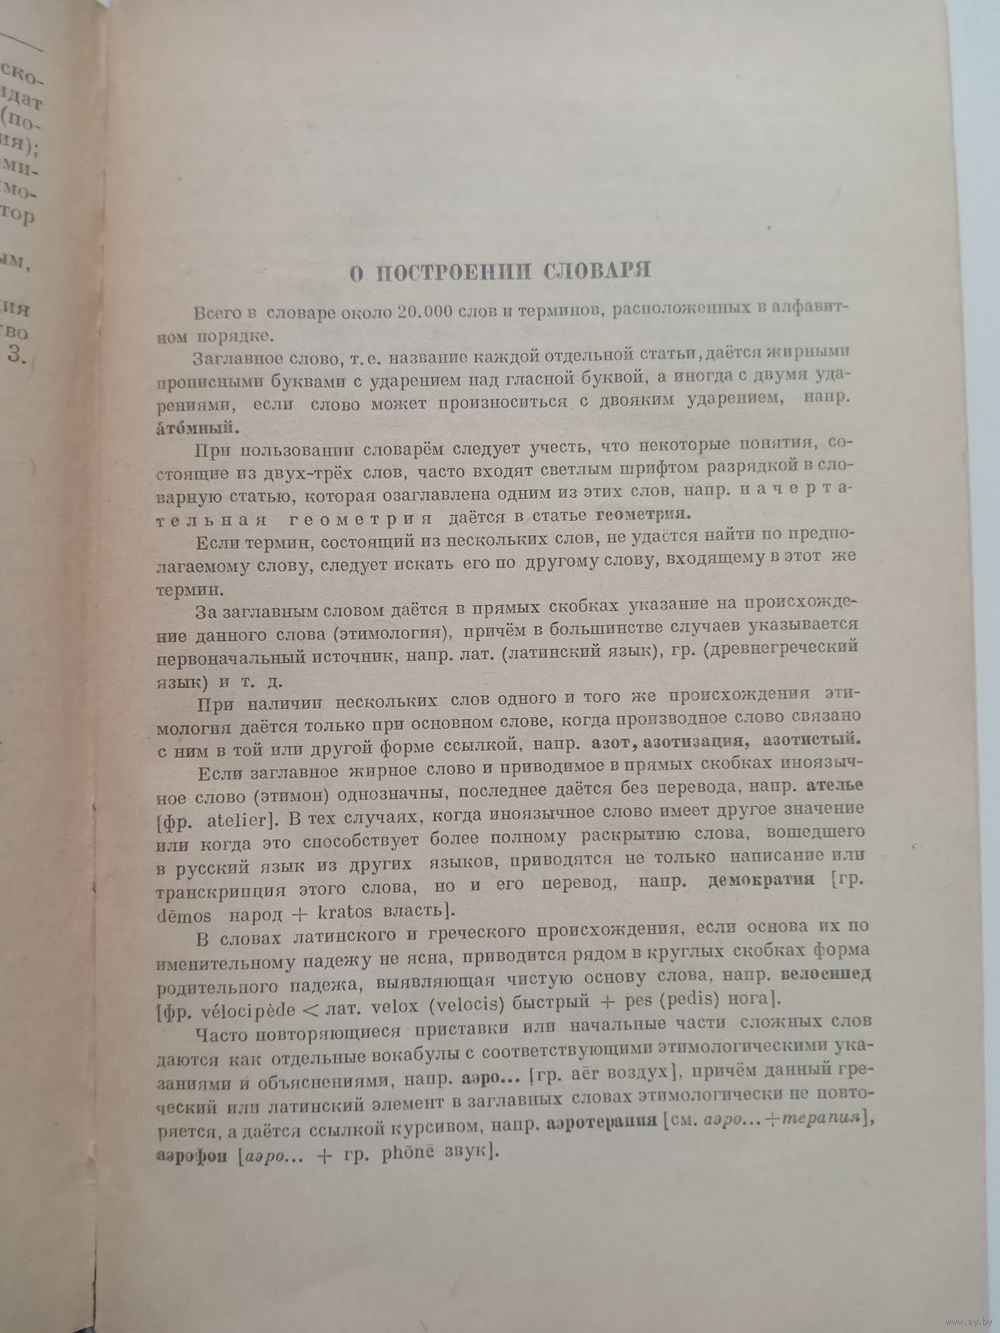 ско-
идат
(по-
ия);
ми-
мо-
тор
ым,
ия
во
3.
О ПОСТРОЕНИИ СЛОВАРЯ
Всего в словаре около 20.000 слов и терминов, расположенных в алфавит-
ном порядке.
Заглавное слово, т. е. название каждой отдельной статьи, даётся жирными
прописными буквами с ударением над гласной буквой, а иногда с двумя уда-
рениями, если слово может произноситься с двояким ударением, напр.
а́то́мный.
При пользовании словарём следует учесть, что некоторые понятия, со-
стоящие из двух-трёх слов, часто входят светлым шрифтом разрядкой в сло-
варную статью, которая озаглавлена одним из этих слов, напр. н а ч е р т а-
т е л ь н а я г е о м е т р и я даётся в статье геометрия.
Если термин, состоящий из нескольких слов, не удастся найти по предпо-
лагаемому слову, следует искать его по другому слову, входящему в этот же
термин.
За заглавным словом даётся в прямых скобках указание на происхожде-
ние данного слова (этимология), причём в большинстве случаев указывается
первоначальный источник, напр. лат. (латинский язык), гр. (древнегреческий
язык) и т. д.
При наличии нескольких слов одного и того же происхождения эти-
мология даётся только при основном слове, когда производное слово связано
с ним в той или другой форме ссылкой, напр. азот, азотизация, азотистый.
Если заглавное жирное слово и приводимое в прямых скобках иноязыч-
ное слово (этимон) однозначны, последнее даётся без перевода, напр. ателье
[фр. atelier]. В тех случаях, когда иноязычное слово имеет другое значение
или когда это способствует более полному раскрытию слова, вошедшего
в русский язык из других языков, приводятся не только написание или
транскрипция этого слова, но и его перевод, напр. демократия [гр.
dēmos народ + kratos власть].
В словах латинского и греческого происхождения, если основа их по
именительному падежу не ясна, приводится рядом в круглых скобках форма
родительного падежа, выявляющая чистую основу слова, напр. велосипед
[фр. vélocipède < лат. velox (velocis) быстрый + pes (pedis) нога].
Часто повторяющиеся приставки или начальные части сложных слов
даются как отдельные вокабулы с соответствующими этимологическими ука-
заниями и объяснениями, напр. аэро... [гр. aēr воздух], причём данный гре-
ческий или латинский элемент в заглавных словах этимологически не повто-
ряется, а даётся ссылкой курсивом, напр. аэротерапия [см. аэро...+терапия],
аэрофон [аэро... + гр. phōnē звук].
www.ay.by